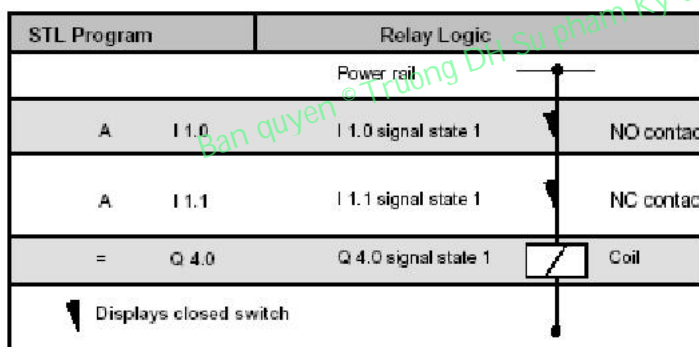 STL Program Relay Logic
Power rail
A I 1.0 I 1.0 signal state 1 NO contac
A I 1.1 I 1.1 signal state 1 NC contac
= Q 4.0 Q 4.0 signal state 1 Coil
Displays closed switch
Ban quyen © Truong DH Su pham Ky